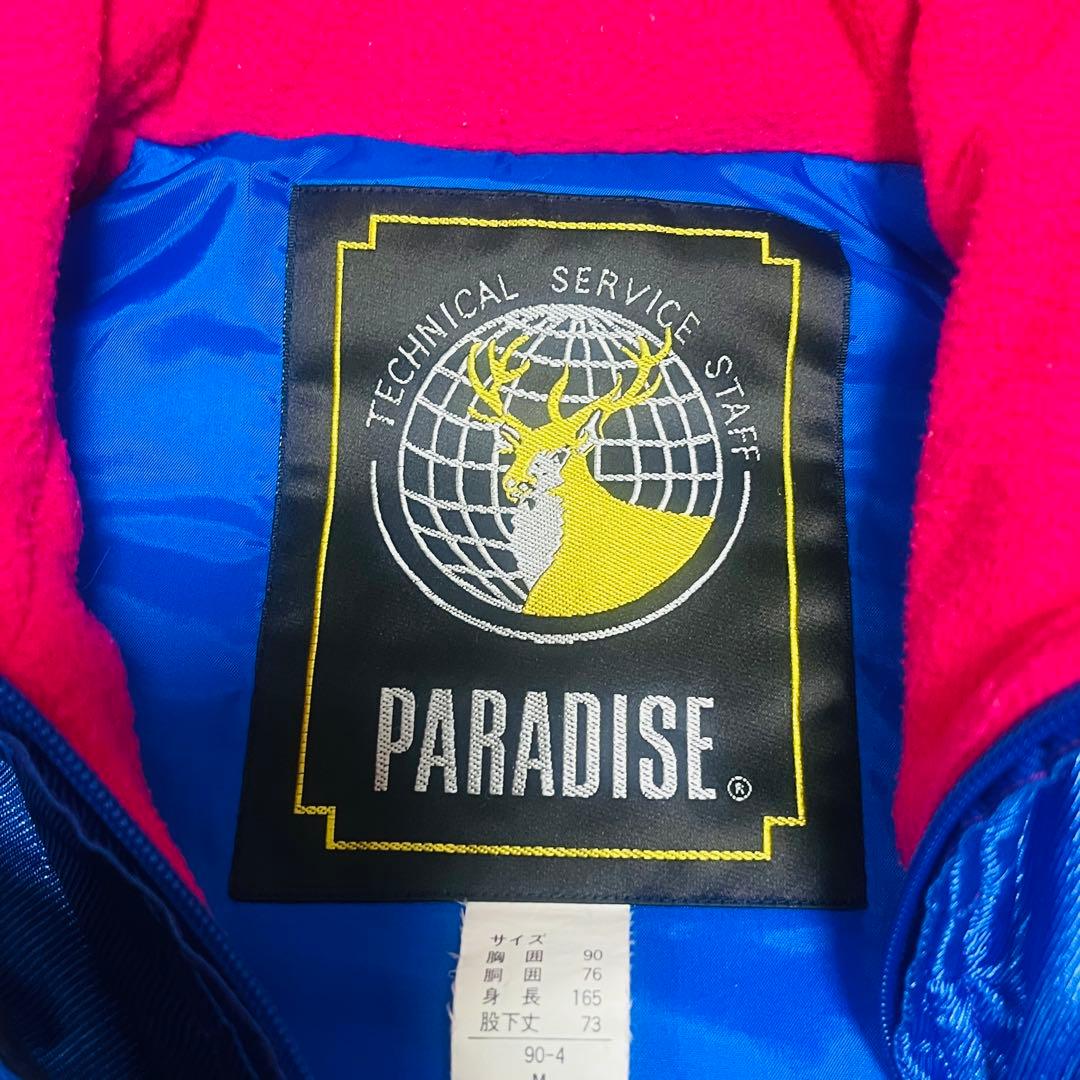 TECHNICAL SERVICE STAFF
PARADISE®
サイズ
胸囲 90
胴囲 76
身長 165
股下丈 73
90-4
M